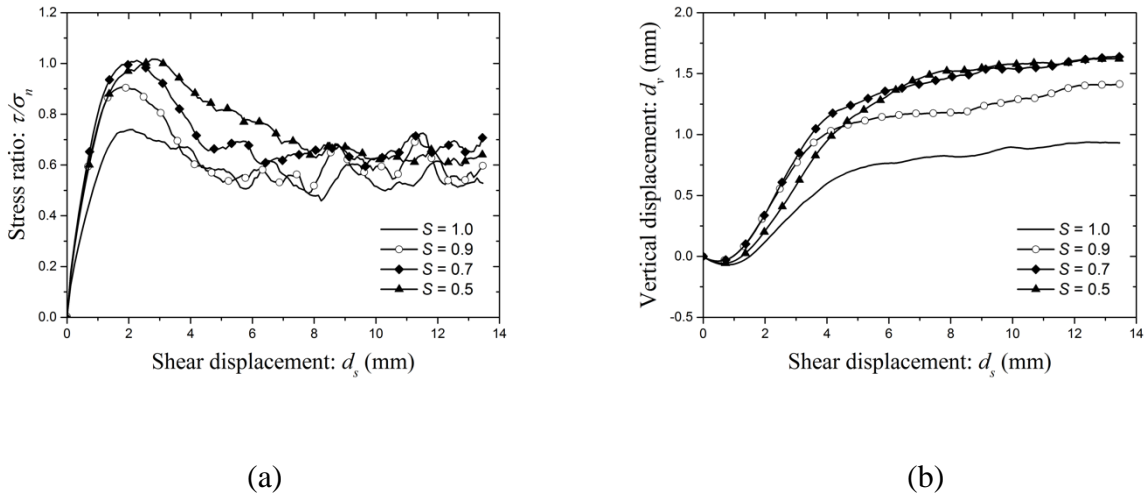 1.2
1.0
0.8
0.6
0.4
0.2
0.0
0 2 4 6 8 10 12 14
Stress ratio: τ/σn
Shear displacement: ds (mm)
S = 1.0
S = 0.9
S = 0.7
S = 0.5
(a)
2.0
1.5
1.0
0.5
0.0
-0.5
0 2 4 6 8 10 12 14
Vertical displacement: dv (mm)
Shear displacement: ds (mm)
S = 1.0
S = 0.9
S = 0.7
S = 0.5
(b)